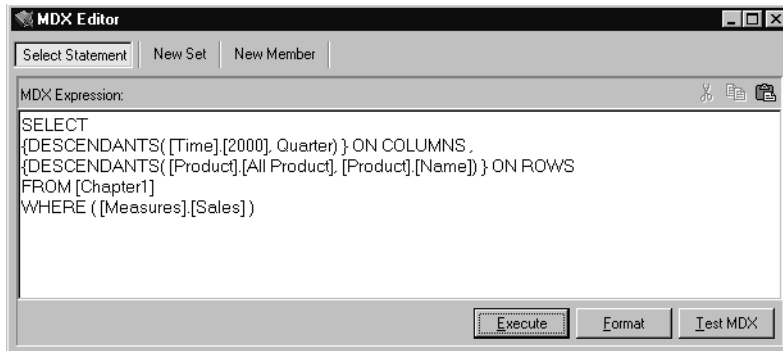 MDX Editor
Select Statement New Set New Member
MDX Expression:
SELECT
{DESCENDANTS( [Time].[2000], Quarter) } ON COLUMNS ,
{DESCENDANTS( [Product].[All Product], [Product].[Name]) } ON ROWS
FROM [Chapter1]
WHERE ( [Measures].[Sales] )
Execute Format Test MDX